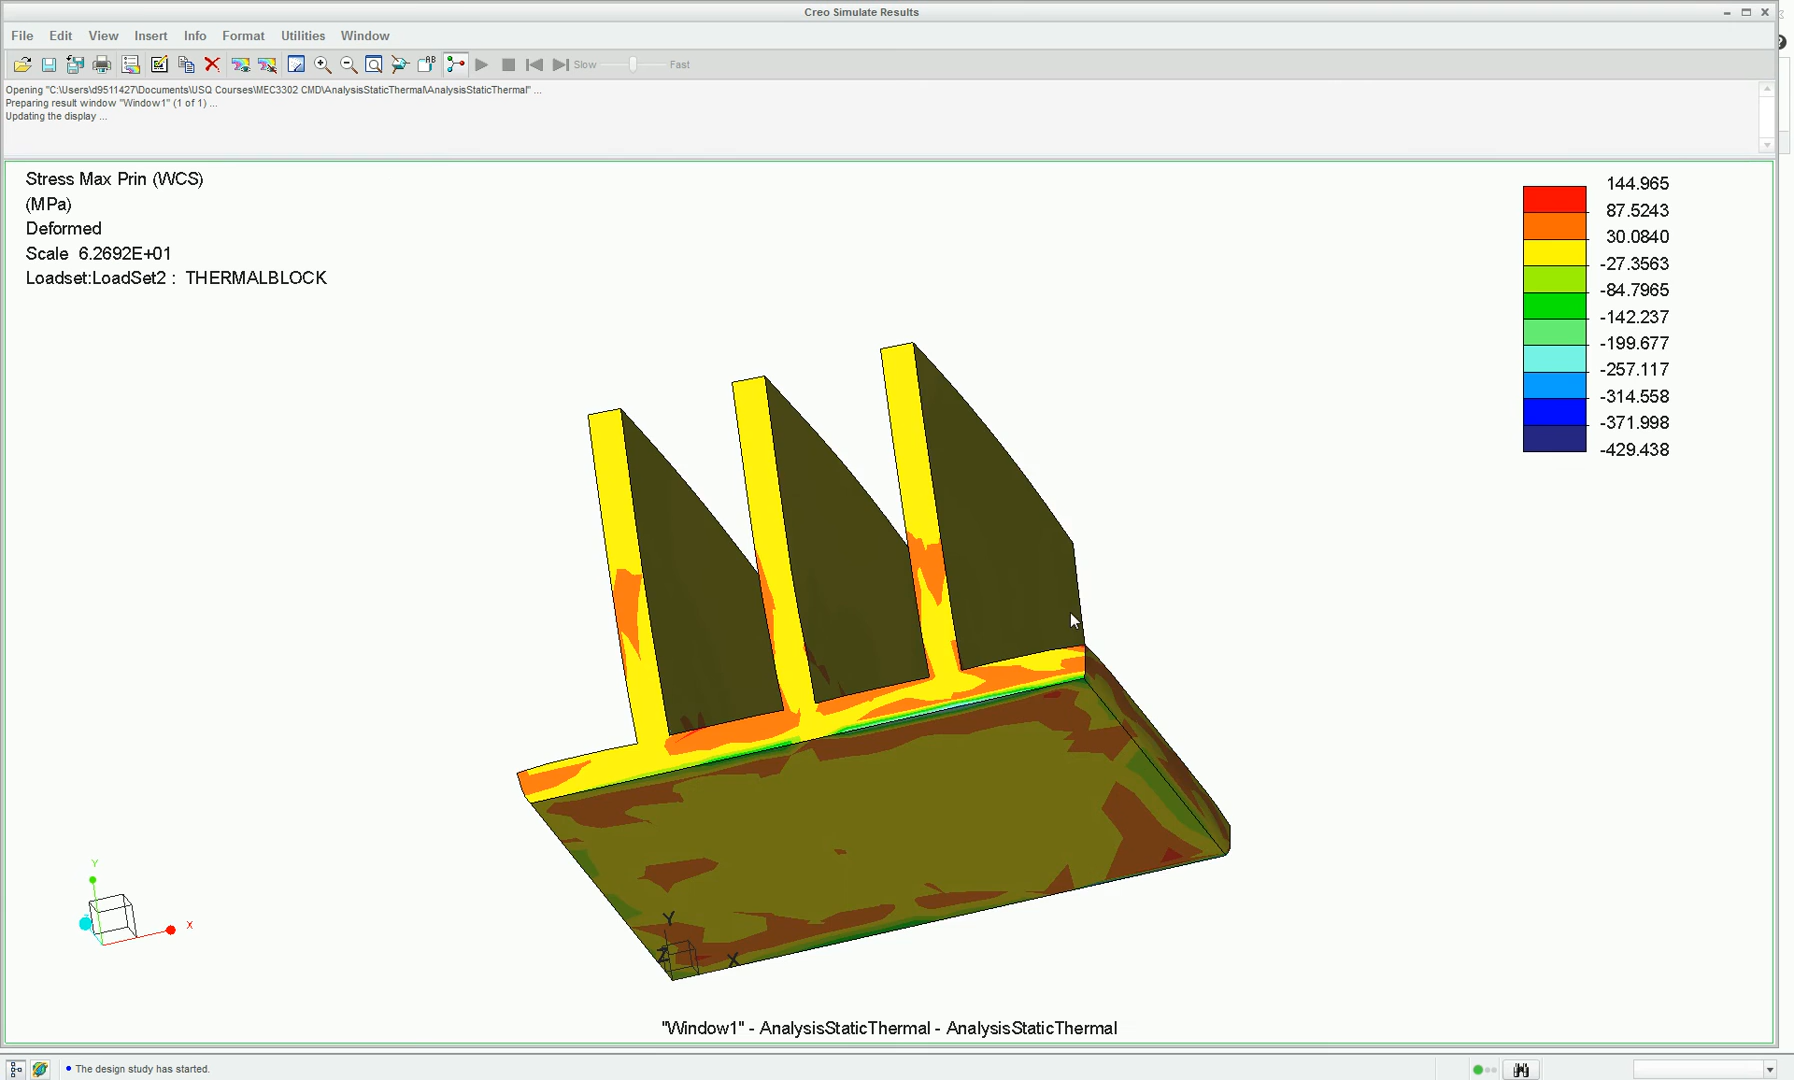 Creo Simulate Results
File Edit View Insert Info Format Utilities Window
Slow Fast
Opening "C:\Users\d9511427\Documents\USQ Courses\MEC3302 CMD\AnalysisStaticThermal\AnalysisStaticThermal" ...
Preparing result window "Window1" (1 of 1) ...
Updating the display ...
Stress Max Prin (WCS)
(MPa)
Deformed
Scale 6.2692E+01
Loadset:LoadSet2 : THERMALBLOCK
144.965
87.5243
30.0840
-27.3563
-84.7965
-142.237
-199.677
-257.117
-314.558
-371.998
-429.438
Y
X
Y
Z
X
"Window1" - AnalysisStaticThermal - AnalysisStaticThermal
The design study has started.